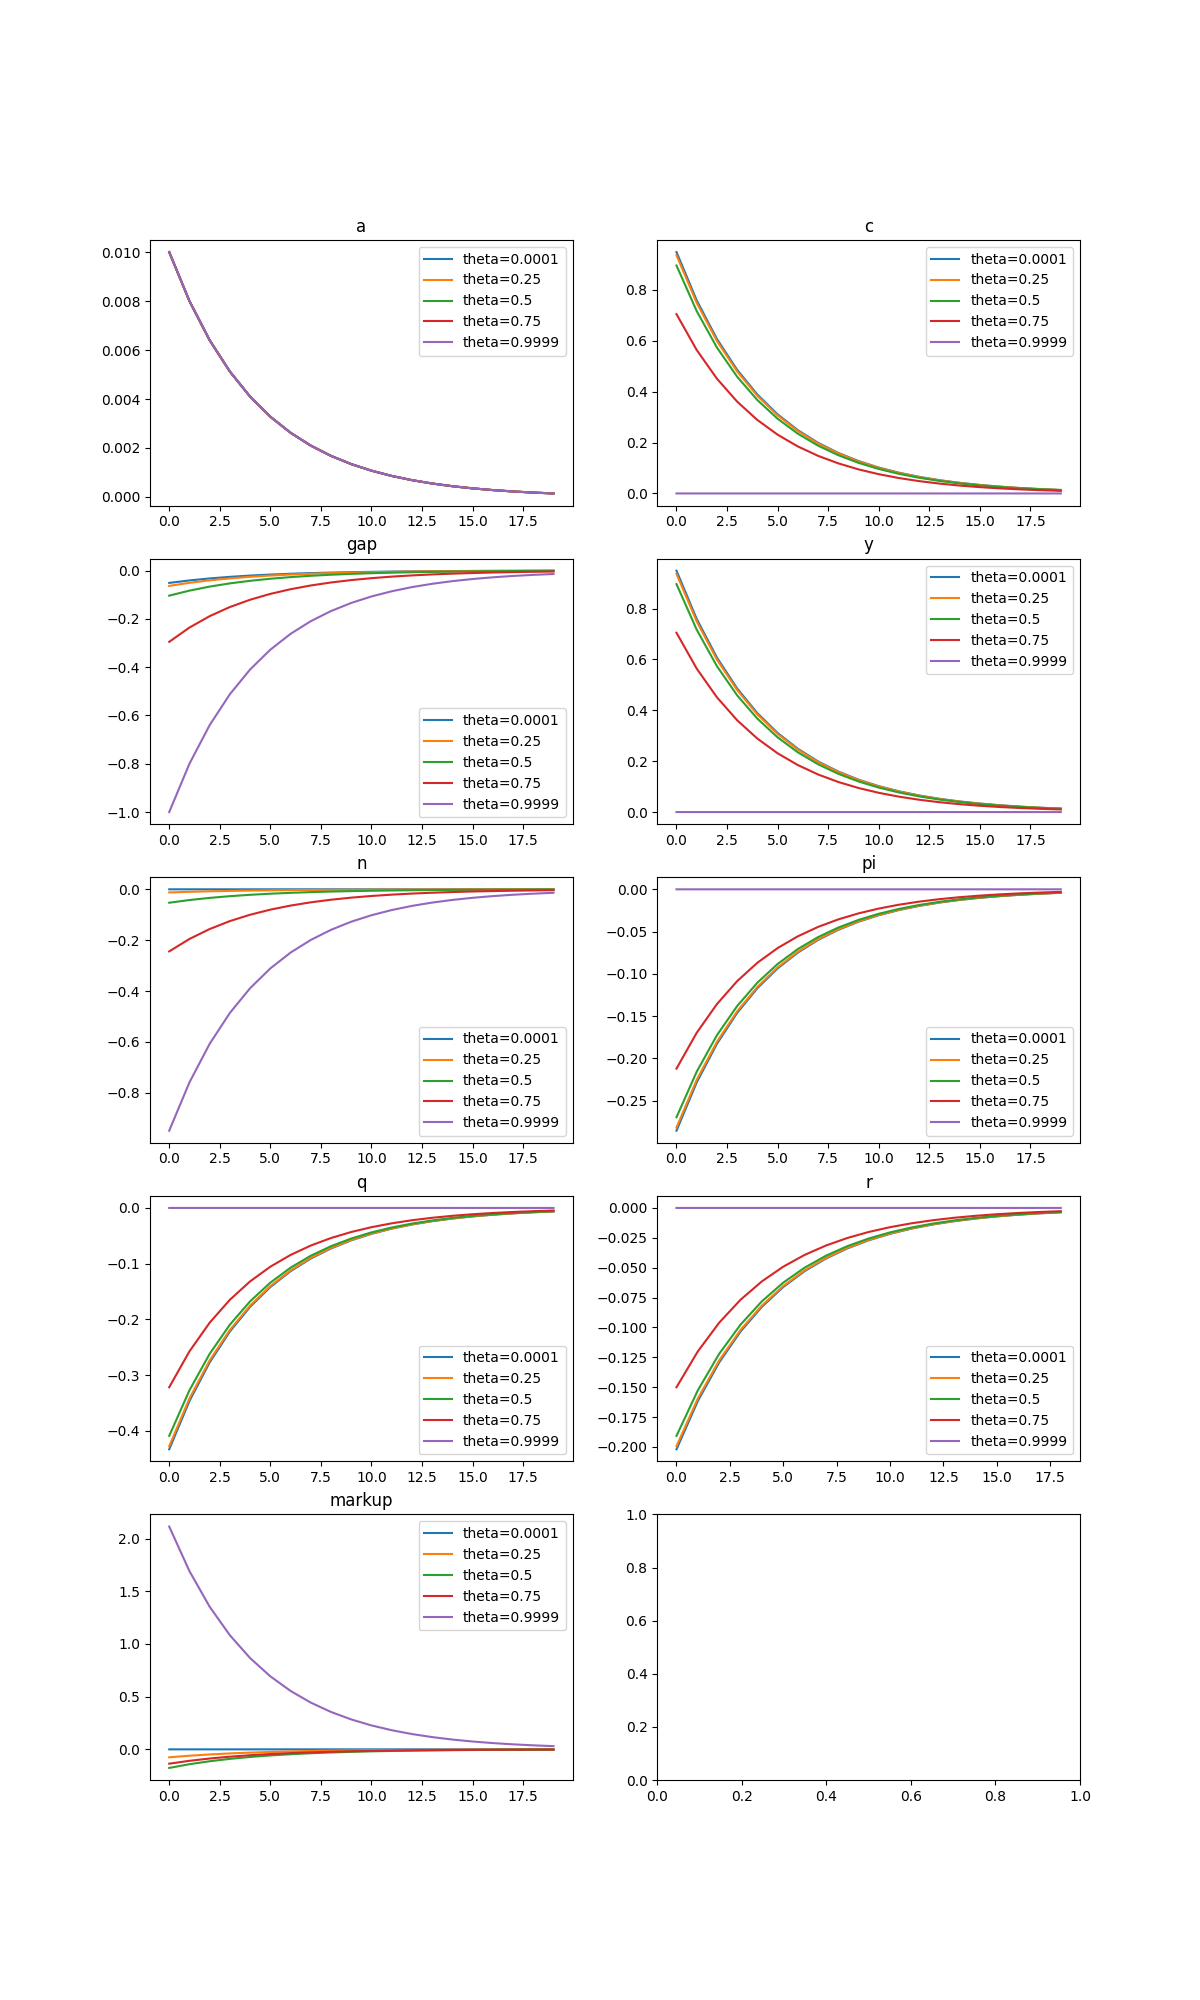 a
0.010
0.008
0.006
0.004
0.002
0.000
0.0 2.5 5.0 7.5 10.0 12.5 15.0 17.5
theta=0.0001
theta=0.25
theta=0.5
theta=0.75
theta=0.9999
c
0.8
0.6
0.4
0.2
0.0
0.0 2.5 5.0 7.5 10.0 12.5 15.0 17.5
theta=0.0001
theta=0.25
theta=0.5
theta=0.75
theta=0.9999
gap
0.0
−0.2
−0.4
−0.6
−0.8
−1.0
0.0 2.5 5.0 7.5 10.0 12.5 15.0 17.5
theta=0.0001
theta=0.25
theta=0.5
theta=0.75
theta=0.9999
y
0.8
0.6
0.4
0.2
0.0
0.0 2.5 5.0 7.5 10.0 12.5 15.0 17.5
theta=0.0001
theta=0.25
theta=0.5
theta=0.75
theta=0.9999
n
0.0
−0.2
−0.4
−0.6
−0.8
0.0 2.5 5.0 7.5 10.0 12.5 15.0 17.5
theta=0.0001
theta=0.25
theta=0.5
theta=0.75
theta=0.9999
pi
0.00
−0.05
−0.10
−0.15
−0.20
−0.25
0.0 2.5 5.0 7.5 10.0 12.5 15.0 17.5
theta=0.0001
theta=0.25
theta=0.5
theta=0.75
theta=0.9999
q
0.0
−0.1
−0.2
−0.3
−0.4
0.0 2.5 5.0 7.5 10.0 12.5 15.0 17.5
theta=0.0001
theta=0.25
theta=0.5
theta=0.75
theta=0.9999
r
0.000
−0.025
−0.050
−0.075
−0.100
−0.125
−0.150
−0.175
−0.200
0.0 2.5 5.0 7.5 10.0 12.5 15.0 17.5
theta=0.0001
theta=0.25
theta=0.5
theta=0.75
theta=0.9999
markup
2.0
1.5
1.0
0.5
0.0
0.0 2.5 5.0 7.5 10.0 12.5 15.0 17.5
theta=0.0001
theta=0.25
theta=0.5
theta=0.75
theta=0.9999
1.0
0.8
0.6
0.4
0.2
0.0
0.0 0.2 0.4 0.6 0.8 1.0